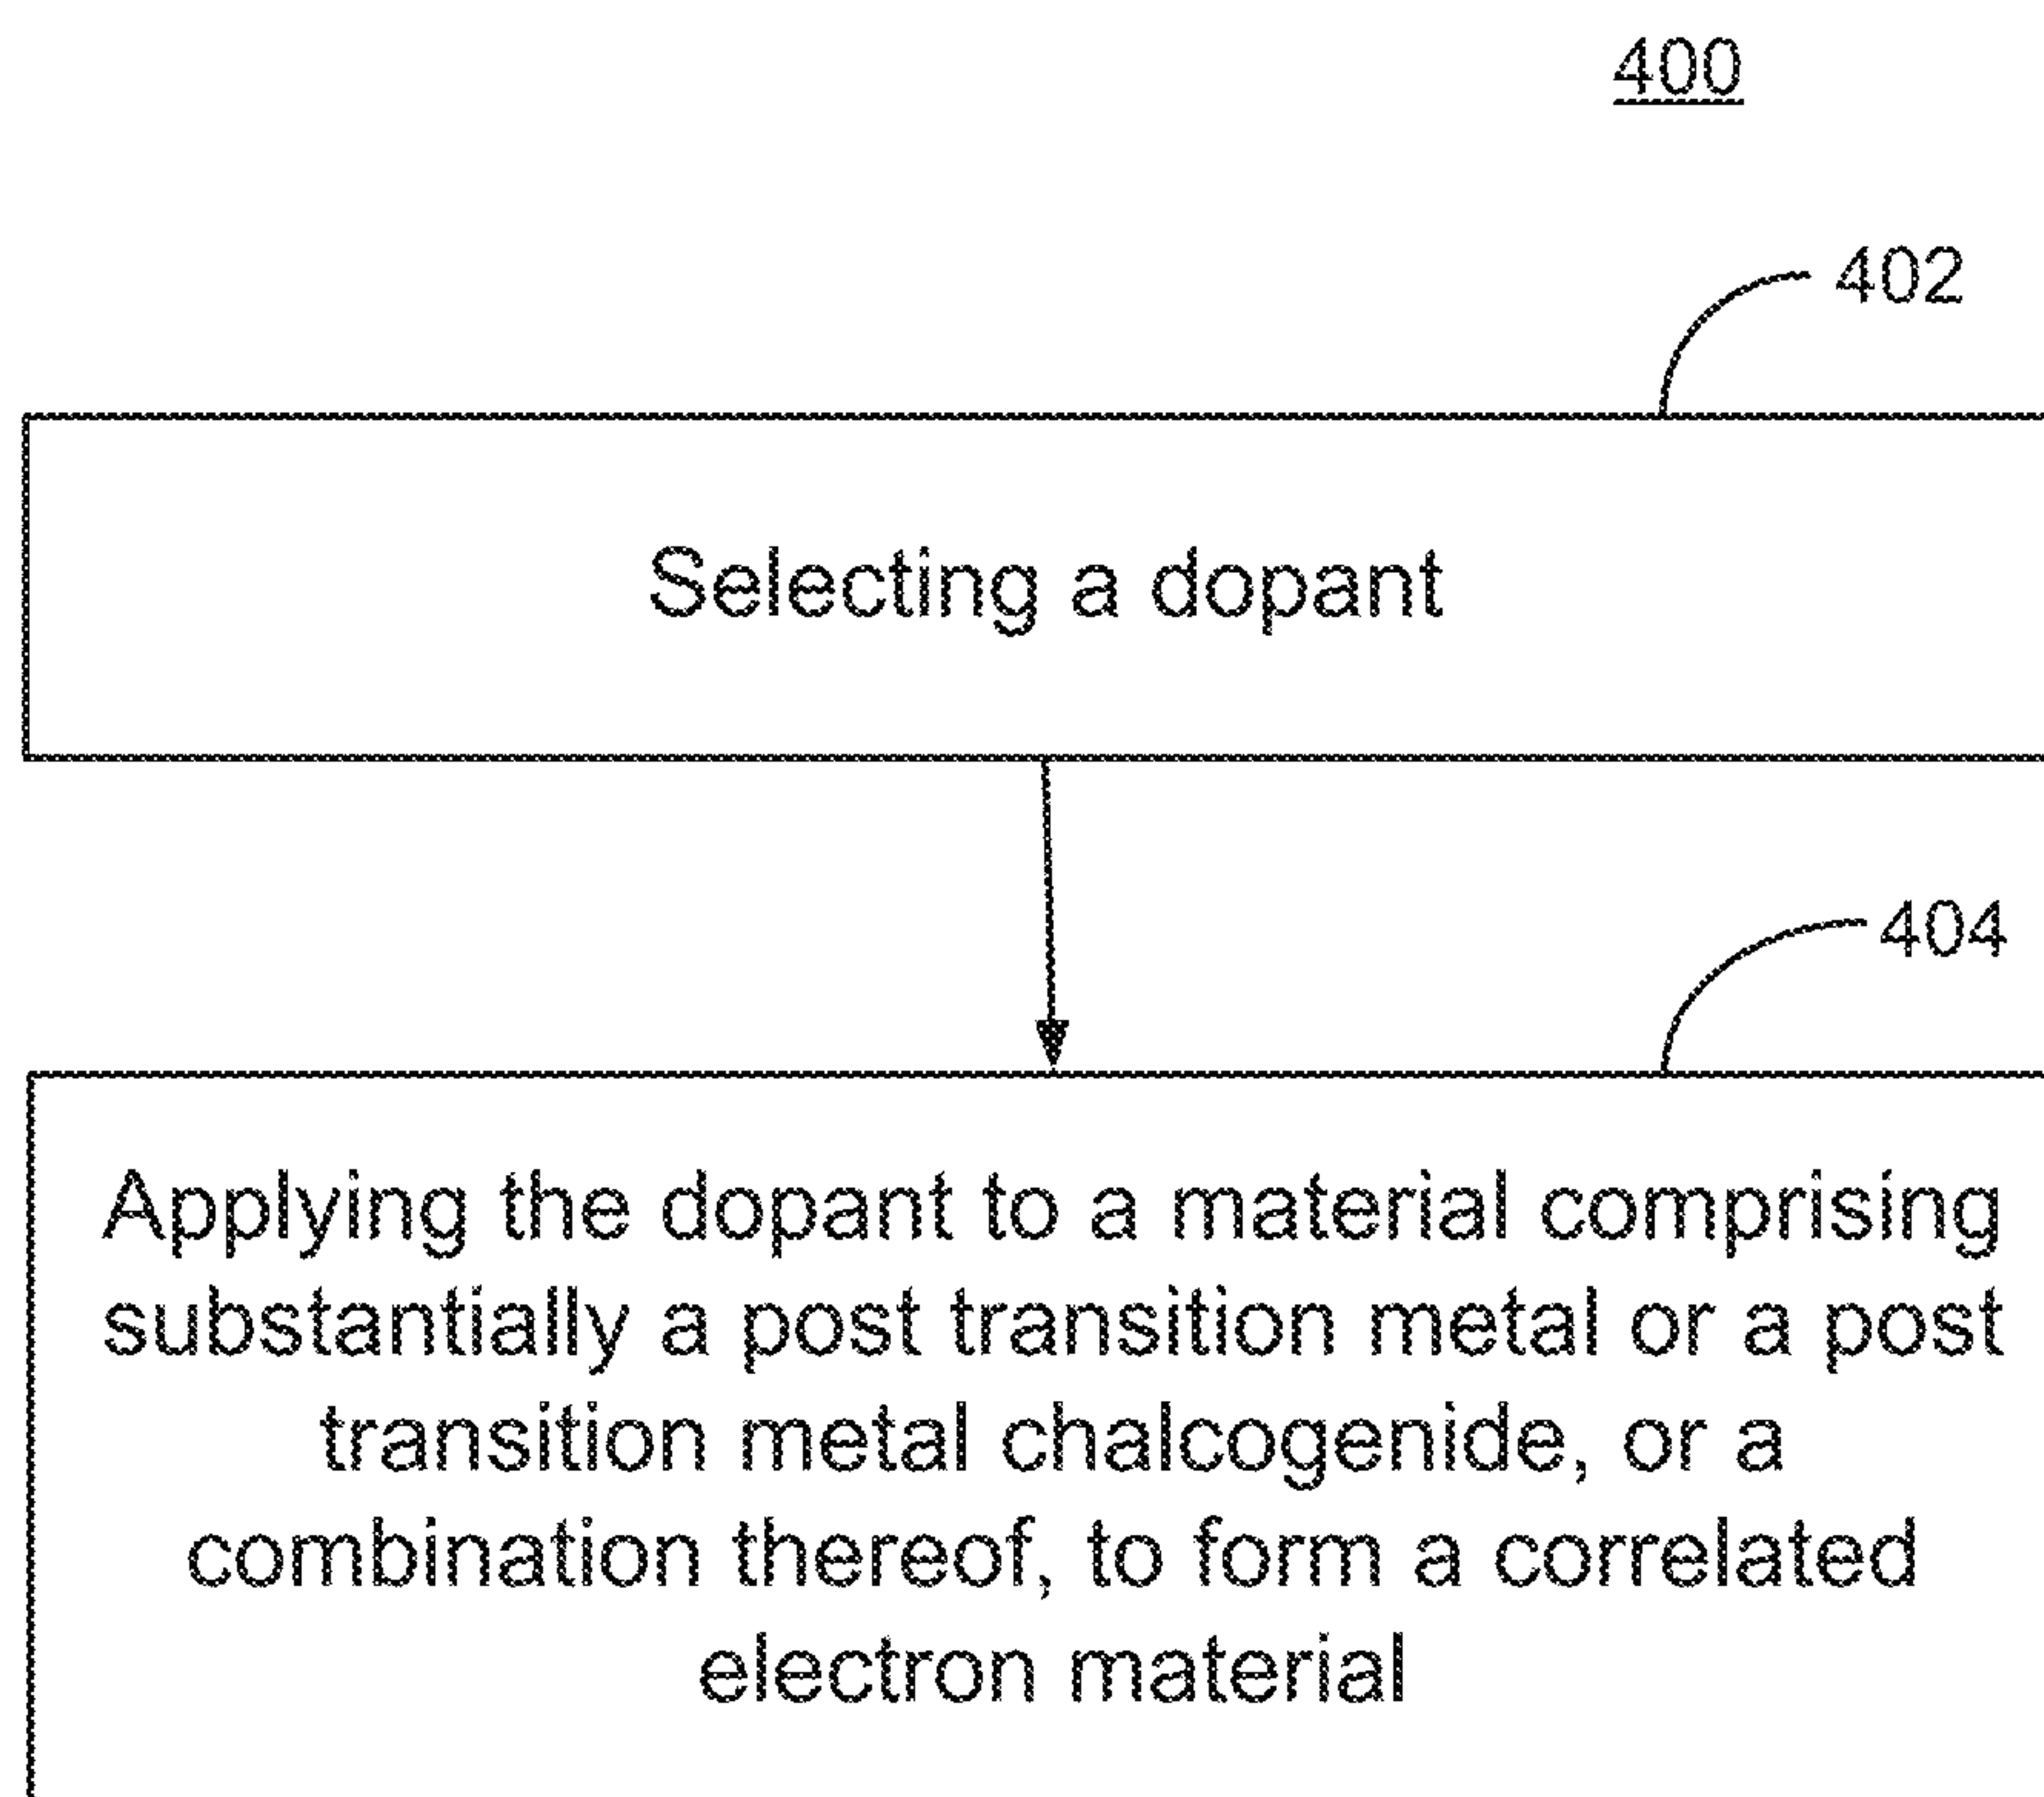 400
402
Selecting a dopant
404
Applying the dopant to a material comprising
substantially a post transition metal or a post
transition metal chalcogenide, or a
combination thereof, to form a correlated
electron material